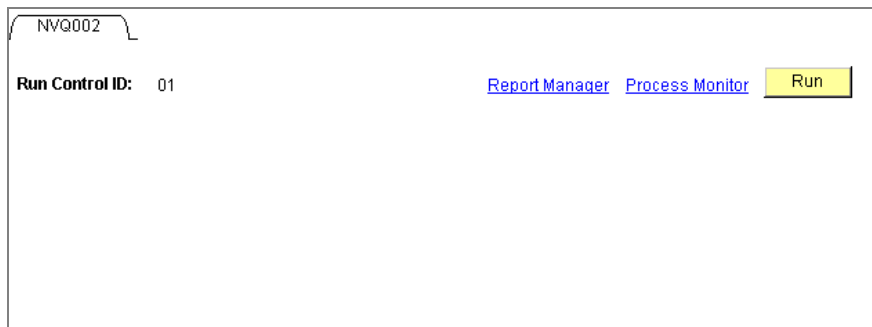 NVQ002
Run Control ID: 01 Report Manager Process Monitor Run